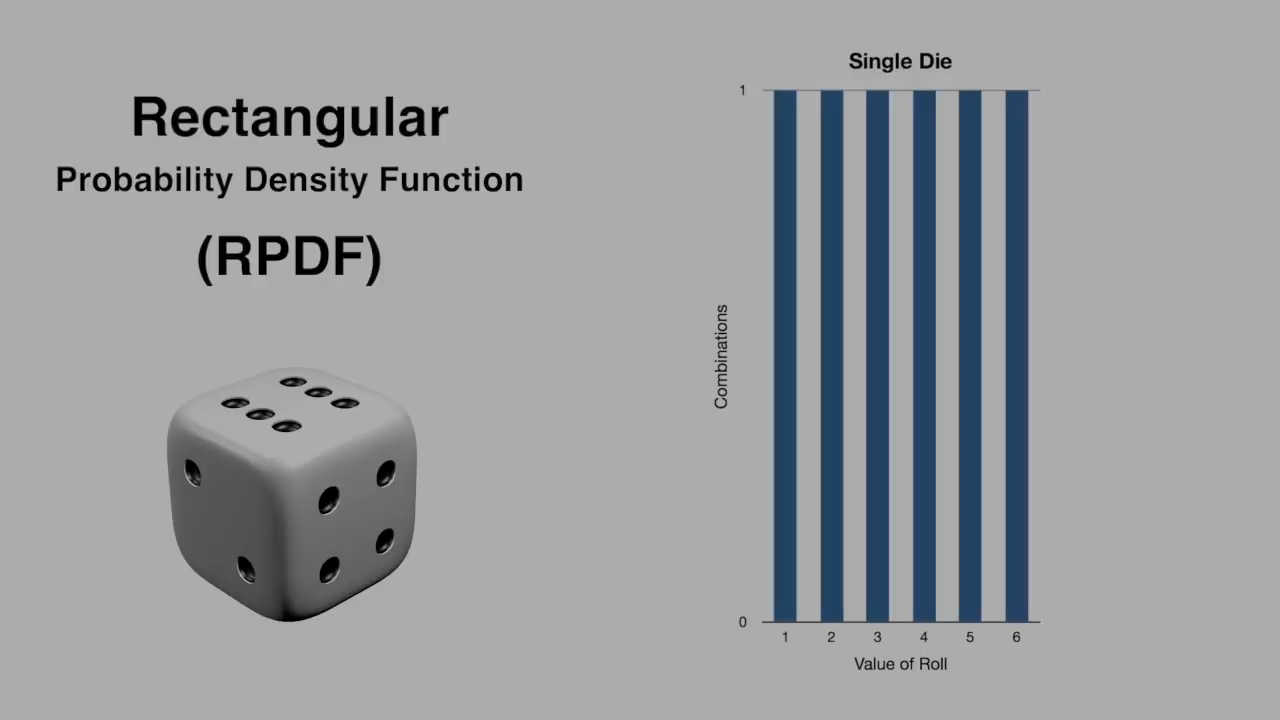 Rectangular
Probability Density Function
(RPDF)
Single Die
1
Combinations
0
1 2 3 4 5 6
Value of Roll